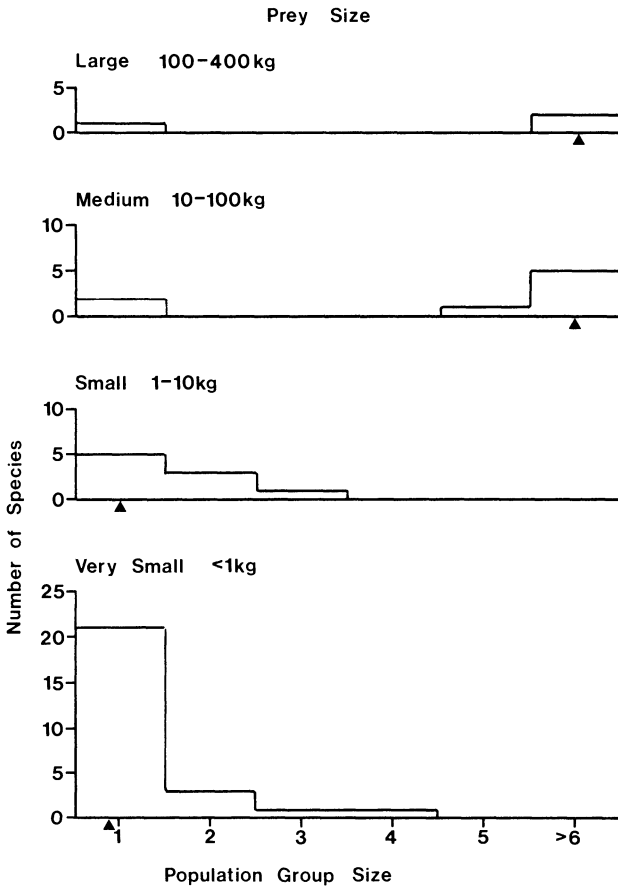 Prey Size
Large 100-400kg
5
0
Medium 10-100kg
10
5
0
Small 1-10kg
10
5
0
Number of Species
Very Small <1kg
25
20
15
10
5
0
1 2 3 4 5 >6
Population Group Size